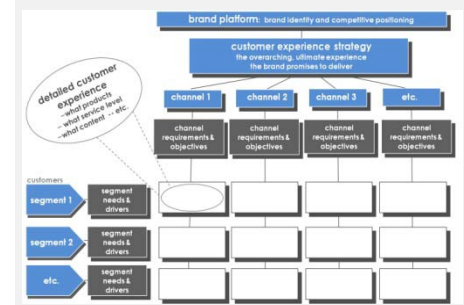 brand platform: brand identity and competitive positioning
customer experience strategy
the overarching, ultimate experience
the brand promises to deliver
detailed customer
experience
–what products
– what service level
–what content -- etc.
channel 1
channel 2
channel 3
etc.
channel
requirements &
objectives
channel
requirements &
objectives
channel
requirements &
objectives
channel
requirements &
objectives
customers
segment 1
segment
needs &
drivers
segment 2
segment
needs &
drivers
etc.
segment
needs &
drivers